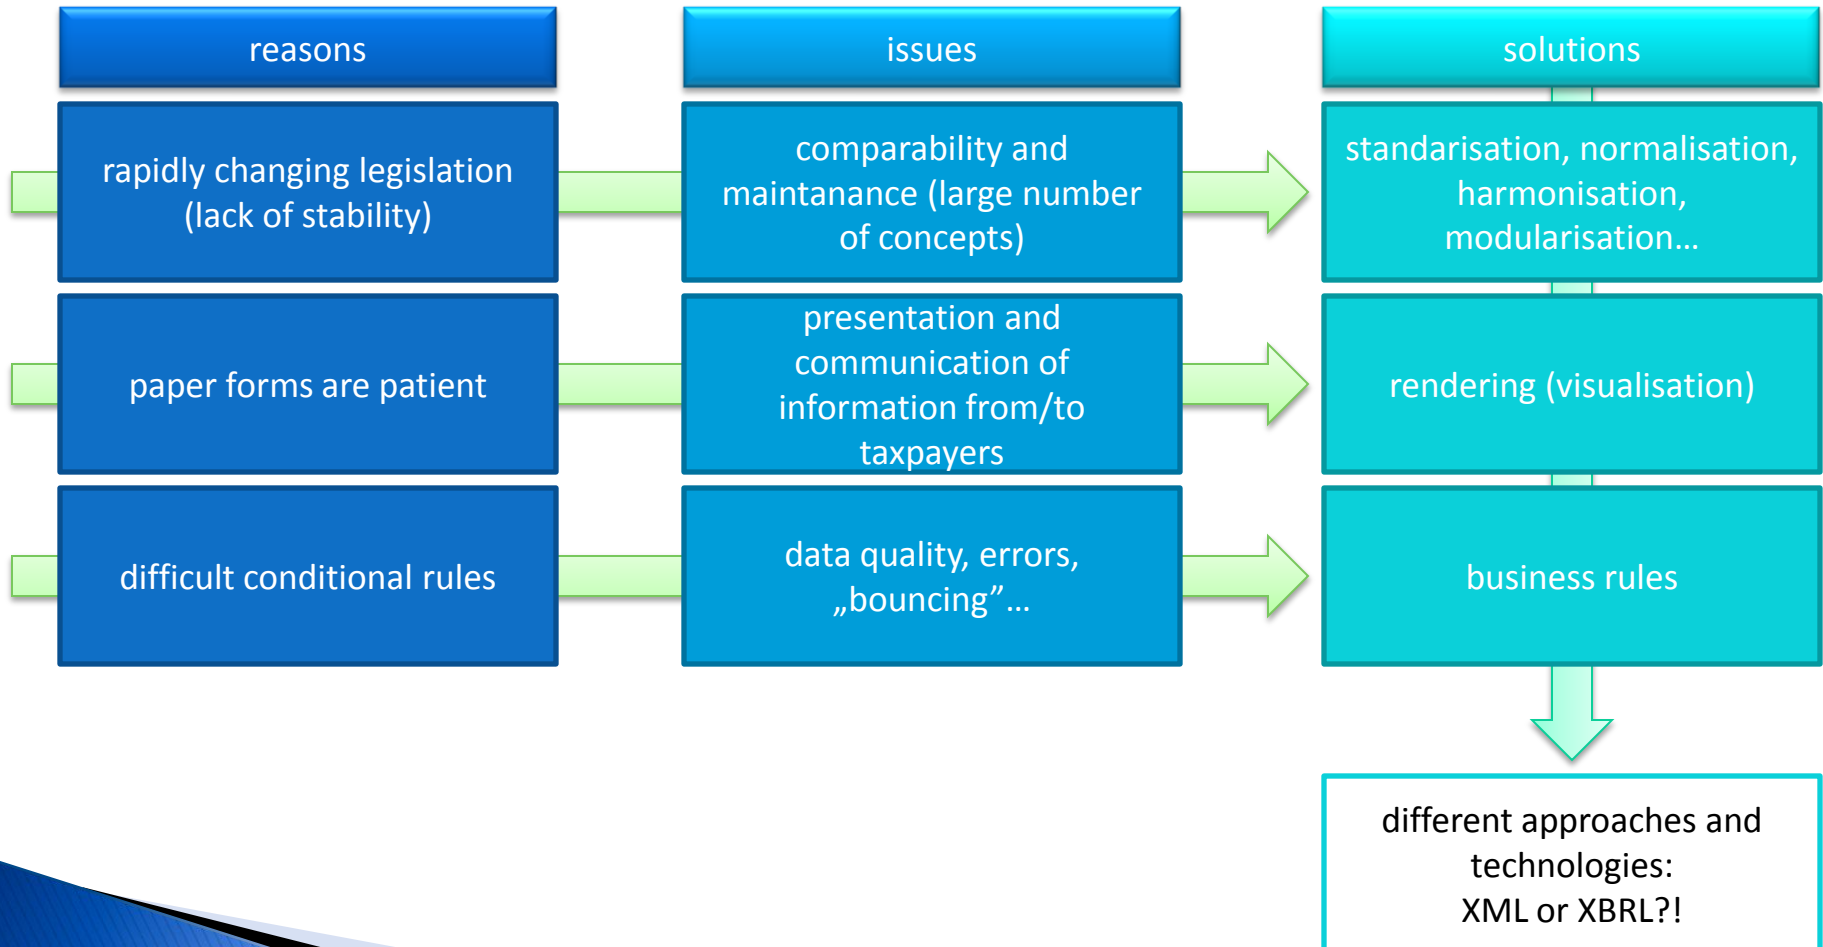 reasons
issues
solutions
rapidly changing legislation
(lack of stability)
comparability and
maintanance (large number
of concepts)
standarisation, normalisation,
harmonisation,
modularisation…
paper forms are patient
presentation and
communication of
information from/to
taxpayers
rendering (visualisation)
difficult conditional rules
data quality, errors,
„bouncing”…
business rules
different approaches and
technologies:
XML or XBRL?!